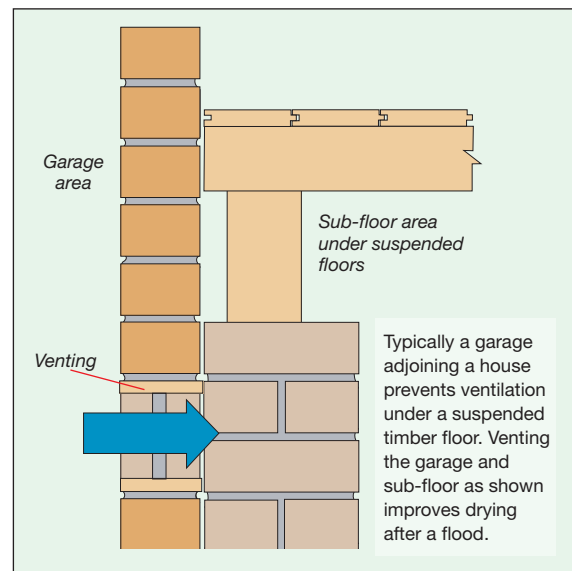 Garage
area
Sub-floor area
under suspended
floors
Venting
Typically a garage
adjoining a house
prevents ventilation
under a suspended
timber floor. Venting
the garage and
sub-floor as shown
improves drying
after a flood.